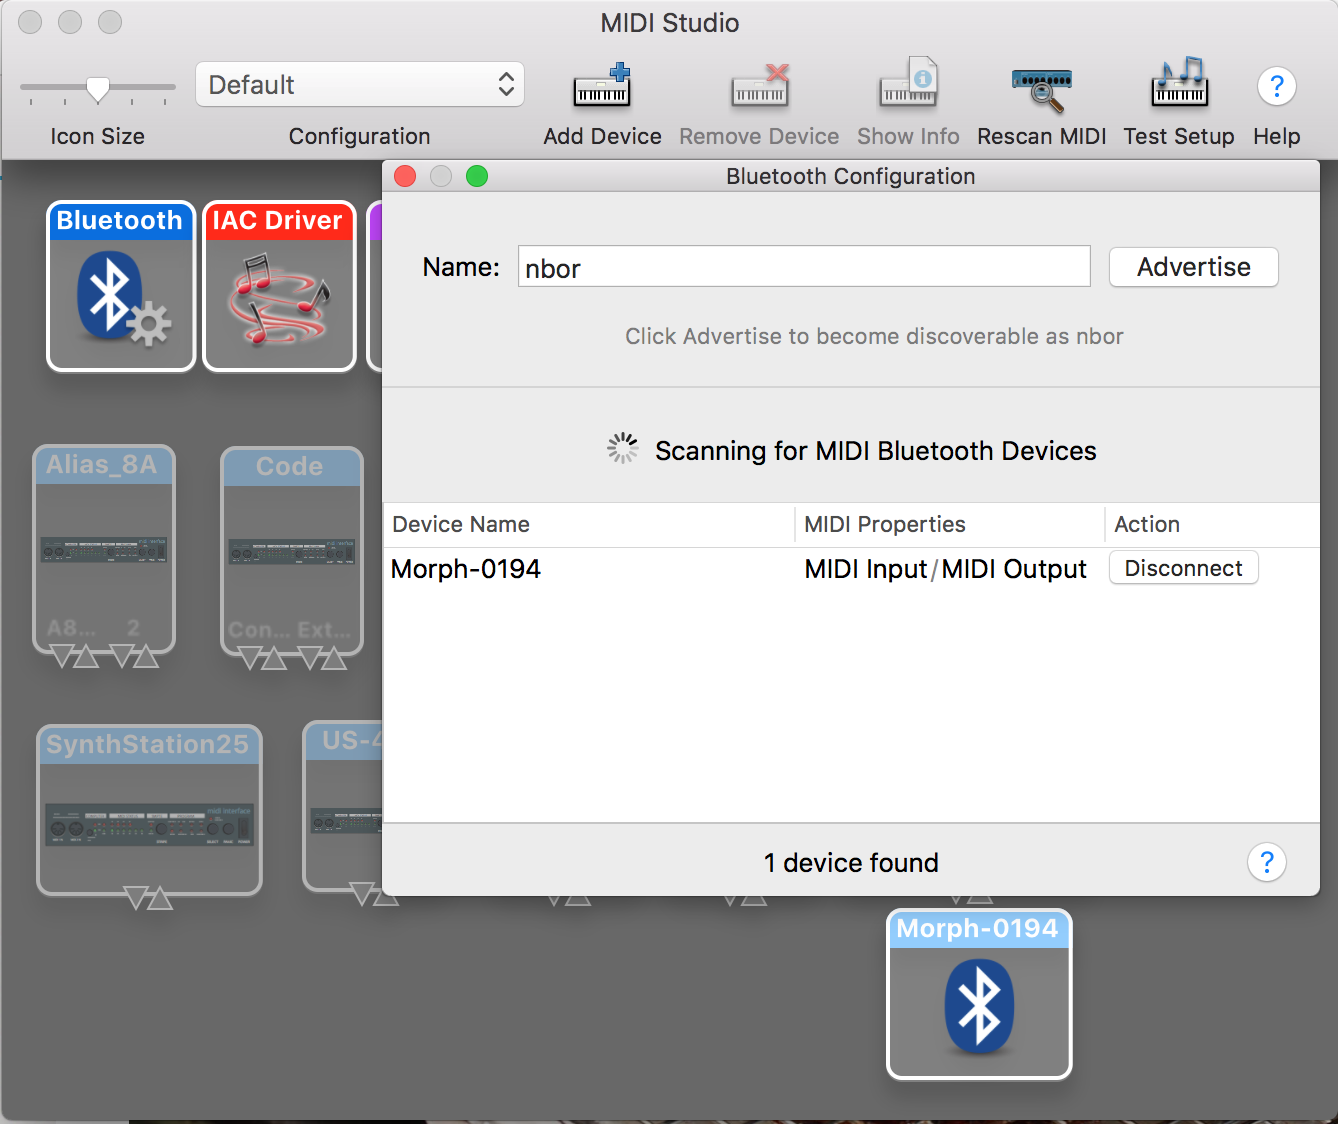 MIDI Studio
Default
Icon Size
Configuration
Add Device
Remove Device
Show Info
Rescan MIDI
Test Setup
?
Help
Bluetooth Configuration
Bluetooth
IAC Driver
Name:
nbor
Advertise
Click Advertise to become discoverable as nbor
Scanning for MIDI Bluetooth Devices
Device Name
MIDI Properties
Action
Morph-0194
MIDI Input/MIDI Output
Disconnect
Alias_8A
Code
A8... 2
Con... Ext...
SynthStation25
US-4
midi interface
1 device found
?
Morph-0194